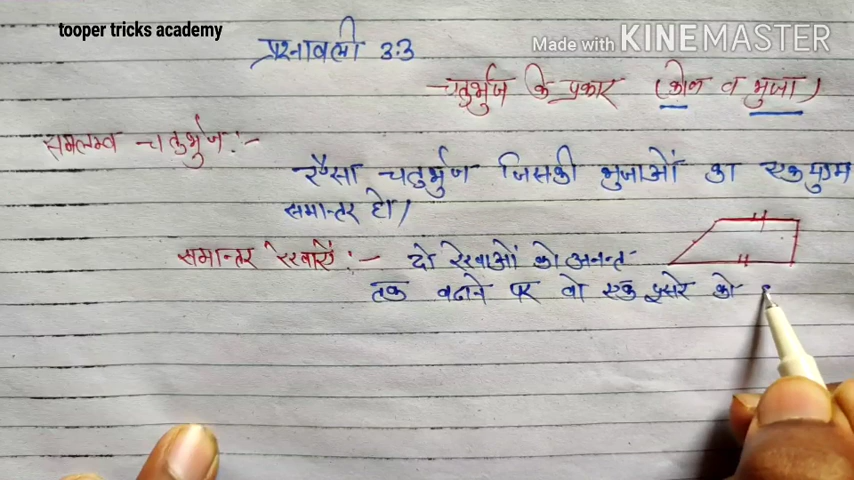 tooper tricks academy
Made with KINEMASTER
प्रश्नावली 3.3
चतुर्भुज के प्रकार (कोण व भुजा)
समलम्ब चतुर्भुज :-
ऐसा चतुर्भुज जिसकी भुजाओं का एक युग्म
समान्तर हो।
समान्तर रेखाएँ :- दो रेखाओं को अनन्त
तक बढाने पर वो एक दूसरे को